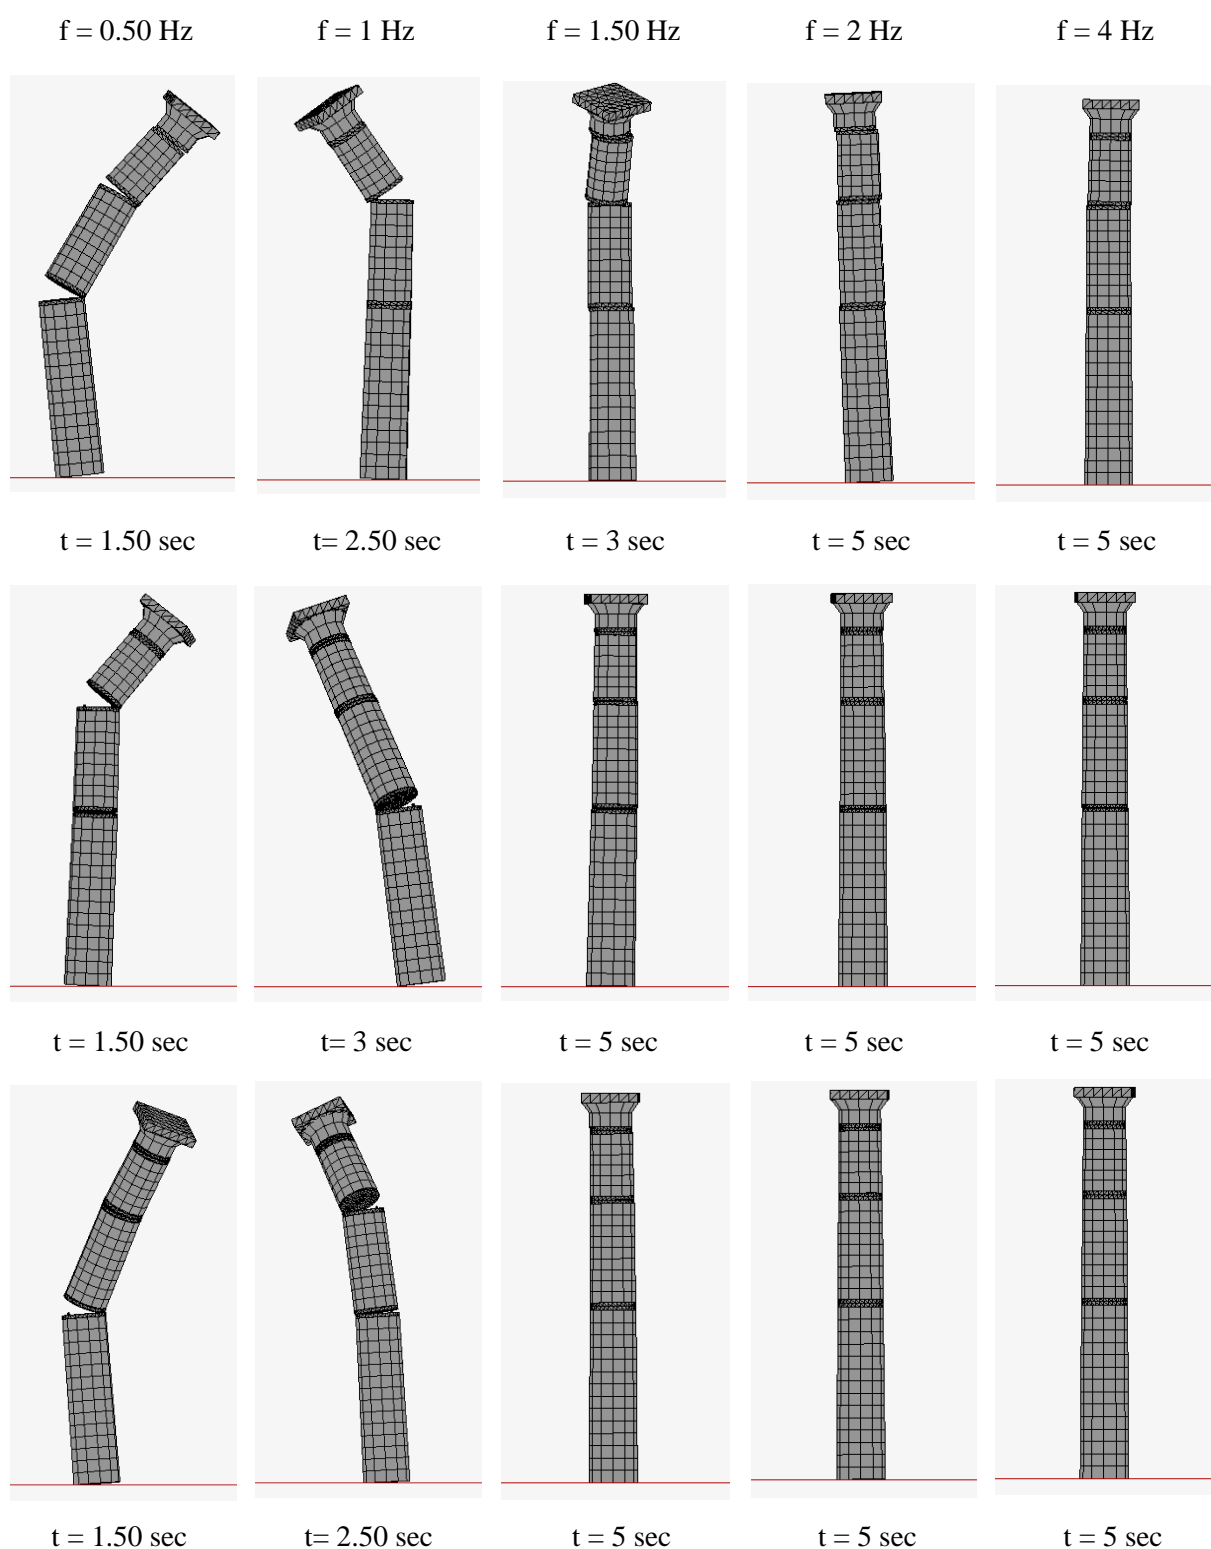 f = 0.50 Hz f = 1 Hz f = 1.50 Hz f = 2 Hz f = 4 Hz
t = 1.50 sec t= 2.50 sec t = 3 sec t = 5 sec t = 5 sec
t = 1.50 sec t= 3 sec t = 5 sec t = 5 sec t = 5 sec
t = 1.50 sec t= 2.50 sec t = 5 sec t = 5 sec t = 5 sec